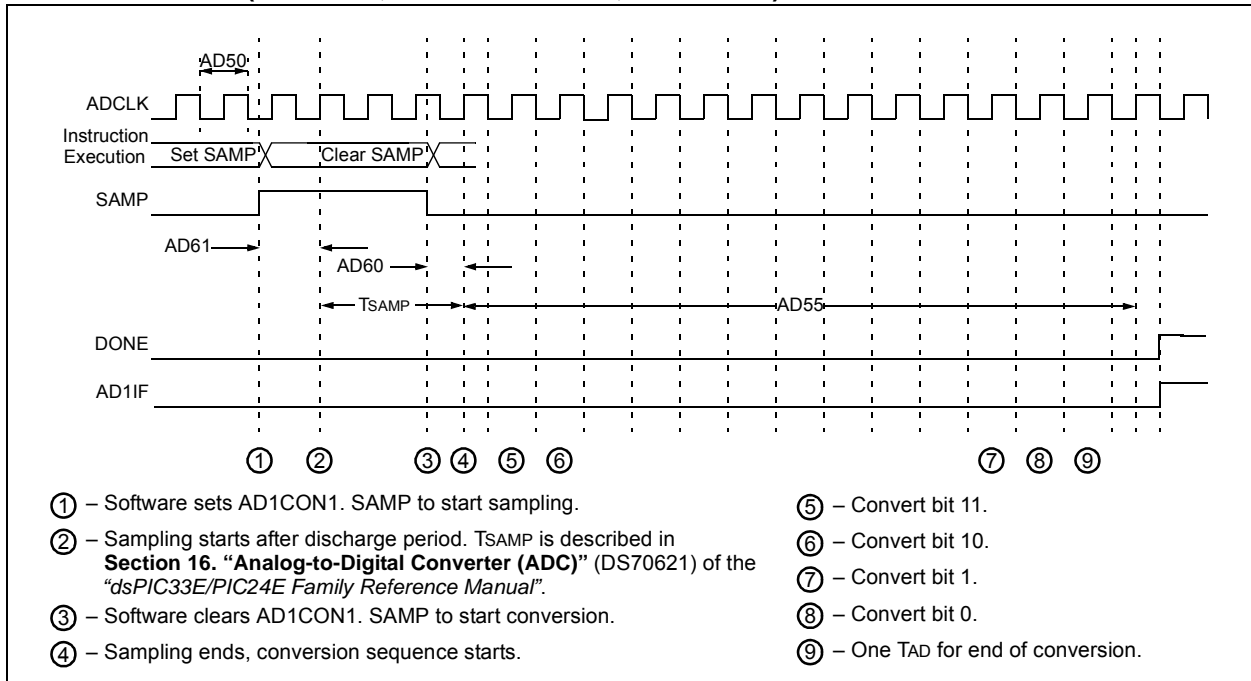 AD50
ADCLK
Instruction
Execution
Set SAMP
Clear SAMP
SAMP
AD61
AD60
TSAMP
AD55
DONE
AD1IF
1 2 3 4 5 6 7 8 9
1 – Software sets AD1CON1. SAMP to start sampling.
2 – Sampling starts after discharge period. TSAMP is described in
Section 16. “Analog-to-Digital Converter (ADC)” (DS70621) of the
“dsPIC33E/PIC24E Family Reference Manual”.
3 – Software clears AD1CON1. SAMP to start conversion.
4 – Sampling ends, conversion sequence starts.
5 – Convert bit 11.
6 – Convert bit 10.
7 – Convert bit 1.
8 – Convert bit 0.
9 – One TAD for end of conversion.